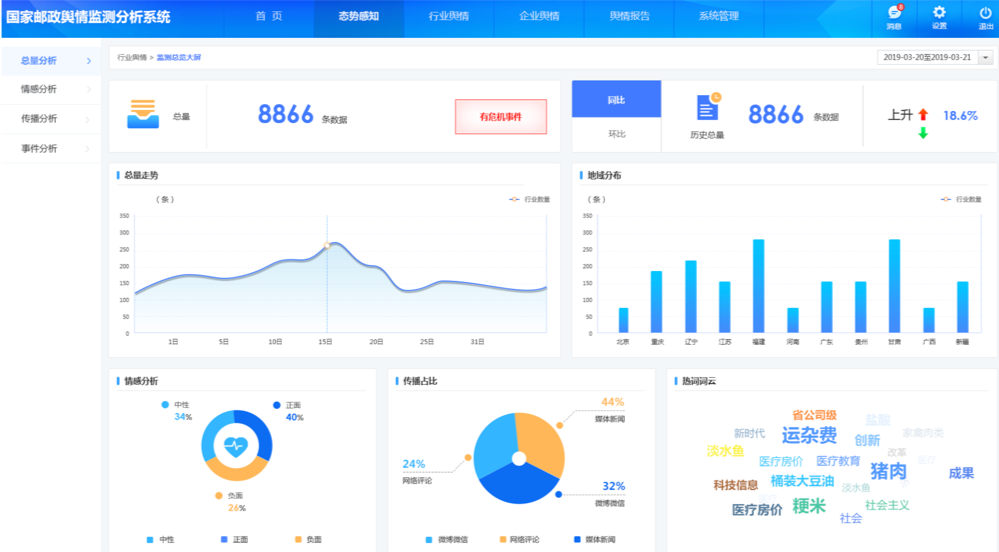 国家邮政舆情监测分析系统
首 页
态势感知
行业舆情
企业舆情
舆情报告
系统管理
8
消息
设置
退出
总量分析
情感分析
传播分析
事件分析
行业舆情 > 监测总览大屏
2019-03-20至2019-03-21
总量
8866 条数据
有危机事件
同比
环比
历史总量
8866 条数据
上升
18.6%
总量走势
（条）
行业数量
350
300
250
200
150
100
50
0
1日
5日
10日
15日
20日
25日
31日
地域分布
（条）
行业数量
350
300
250
200
150
100
50
0
北京
重庆
辽宁
江苏
福建
河南
广东
贵州
甘肃
广西
新疆
情感分析
中性
34%
正面
40%
负面
26%
中性
正面
负面
传播占比
44%
媒体新闻
24%
网络评论
32%
微博微信
微博微信
网络评论
媒体新闻
热词词云
省公司级
盐酸
新时代
运杂费
创新
家禽肉类
淡水鱼
改革
医疗房价
医疗教育
医疗
猪肉
成果
科技信息
桶装大豆油
淡水鱼
医疗房价
粳米
社会主义
社会